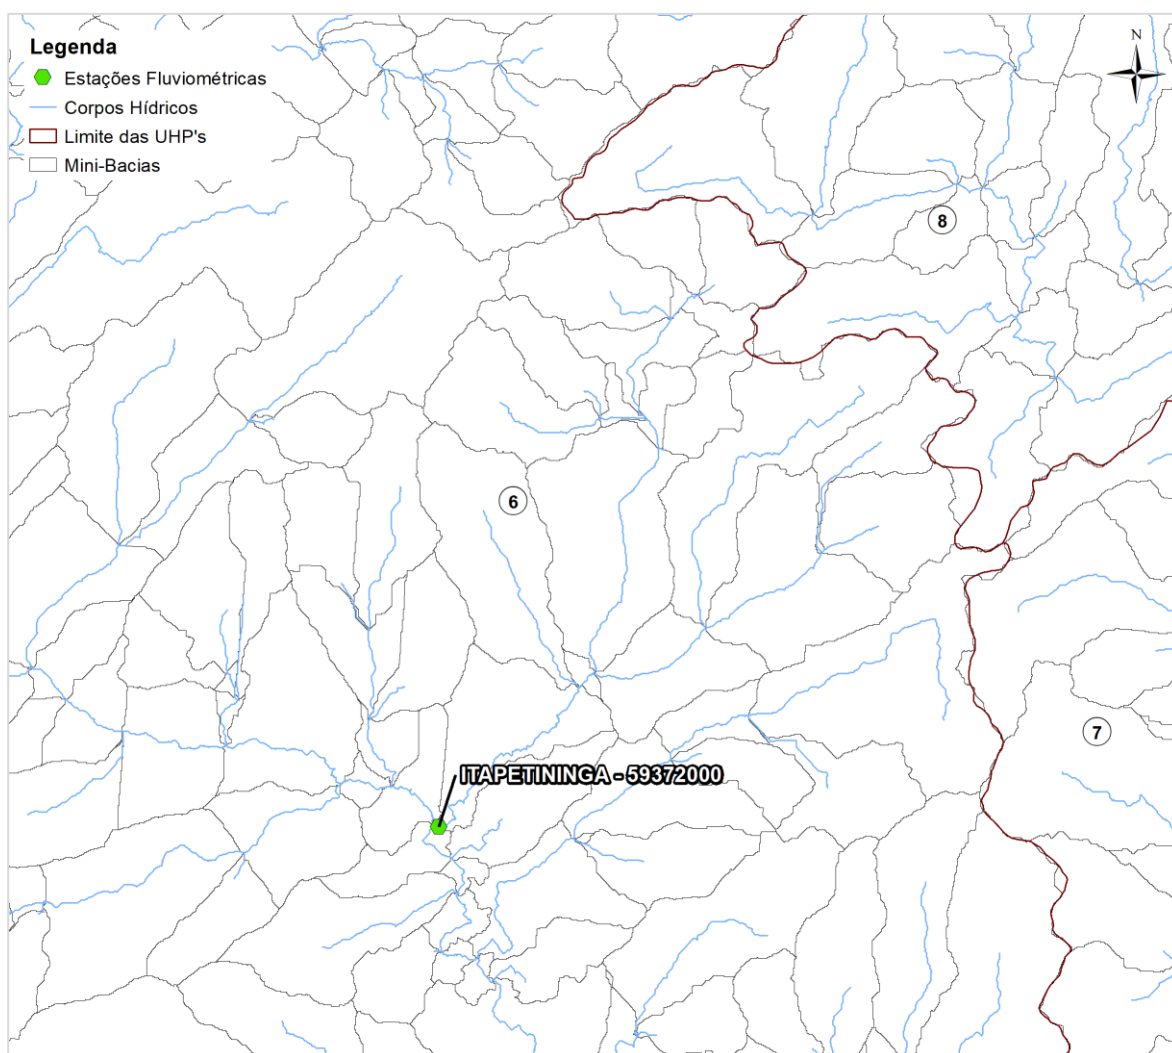 Legenda
Estações Fluviométricas
Corpos Hídricos
Limite das UHP's
Mini-Bacias
N
8
6
7
ITAPETININGA - 59372000